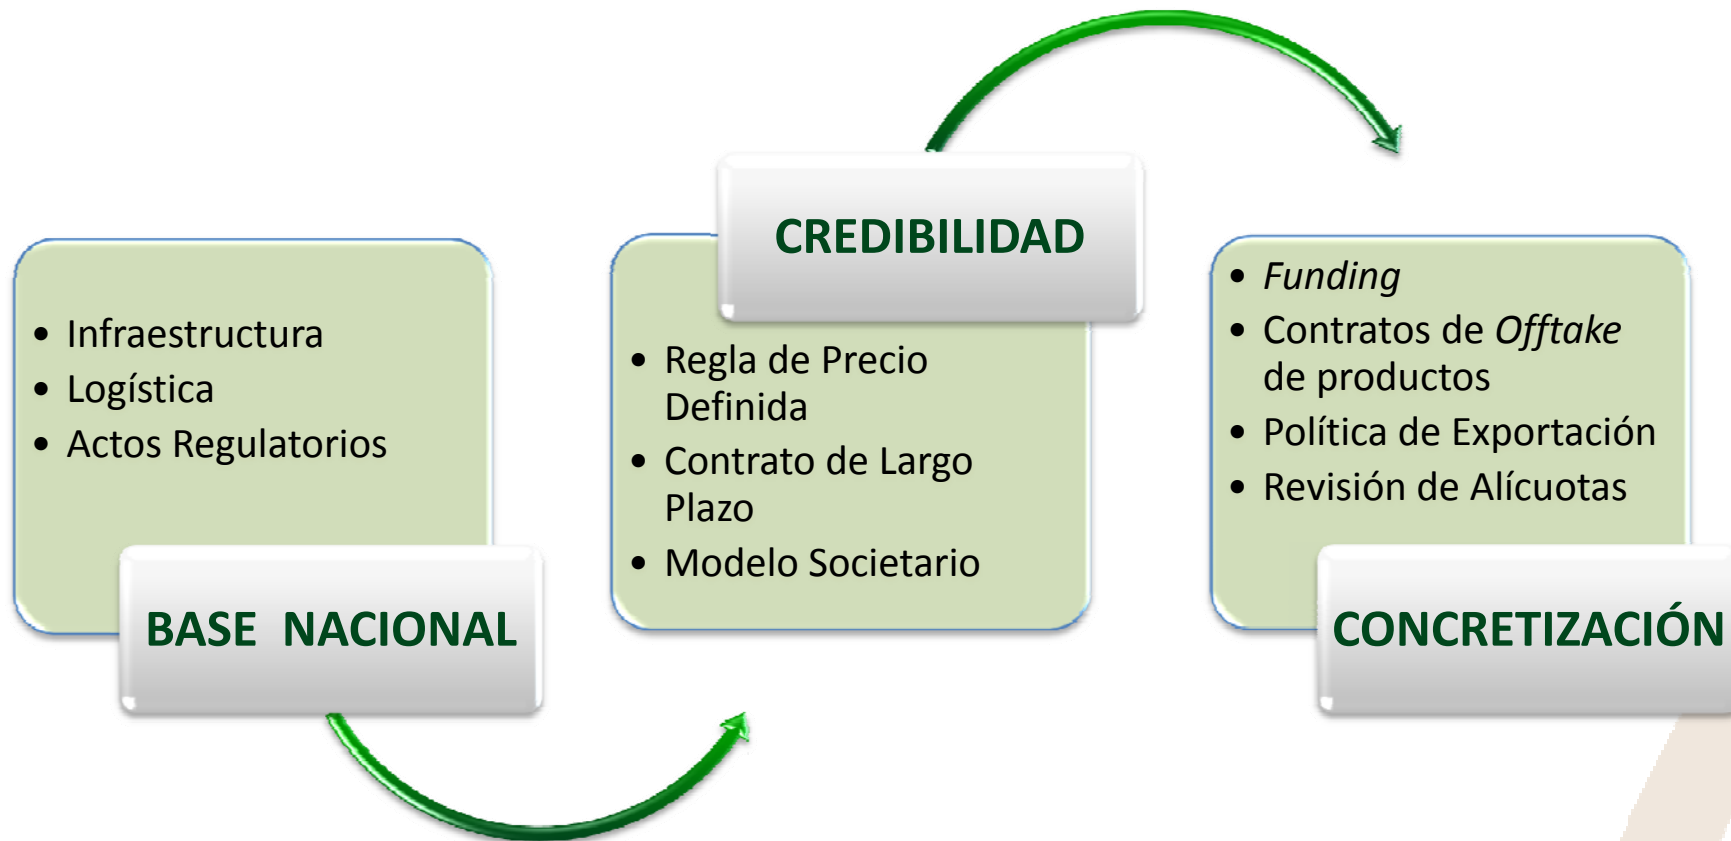 • Infraestructura
• Logística
• Actos Regulatorios
BASE NACIONAL
CREDIBILIDAD
• Regla de Precio
Definida
• Contrato de Largo
Plazo
• Modelo Societario
• Funding
• Contratos de Offtake
de productos
• Política de Exportación
• Revisión de Alícuotas
CONCRETIZACIÓN